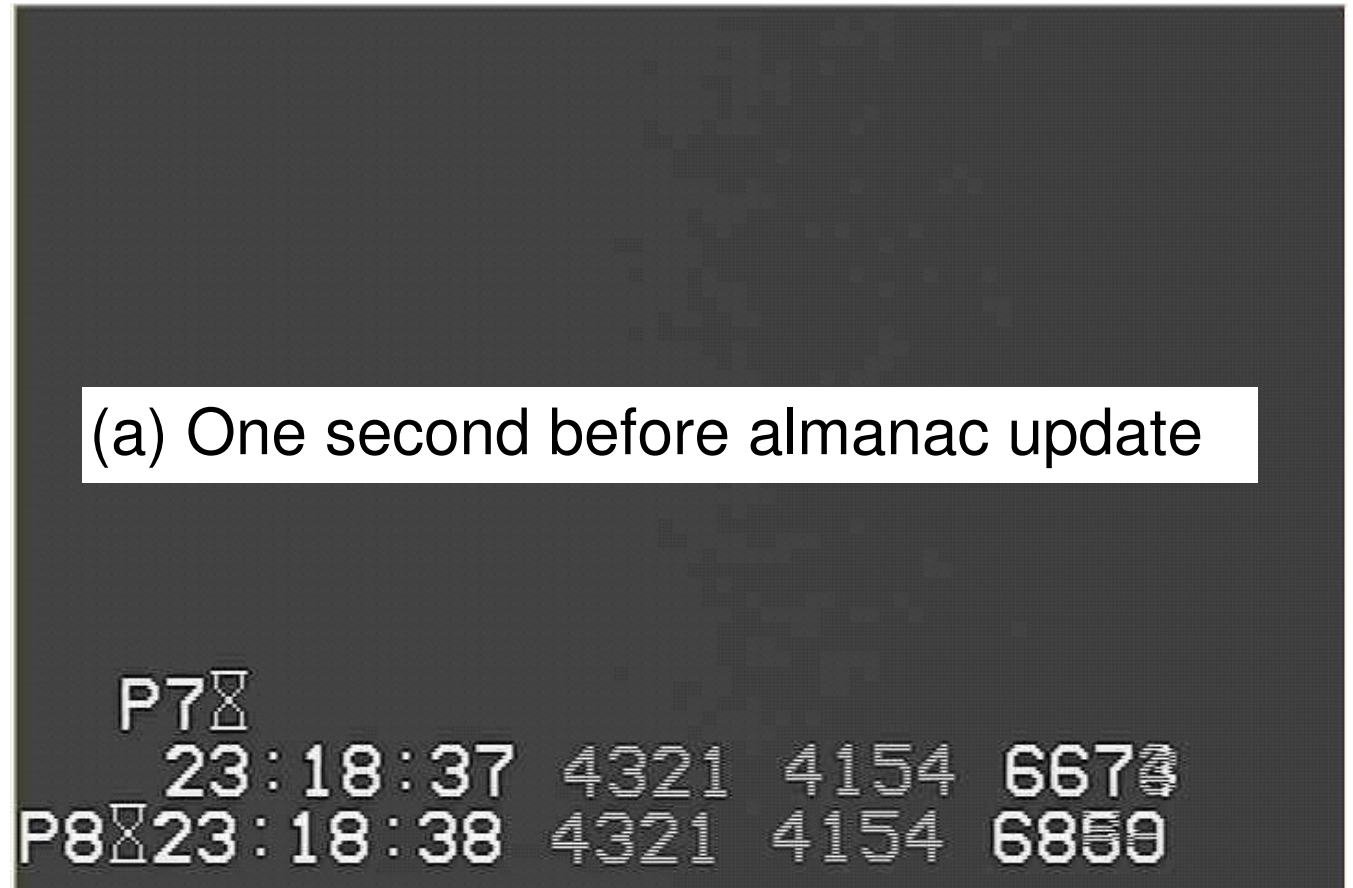 (a) One second before almanac update
P7⌛
23:18:37 4321 4154
P8⌛23:18:38 4321 4154